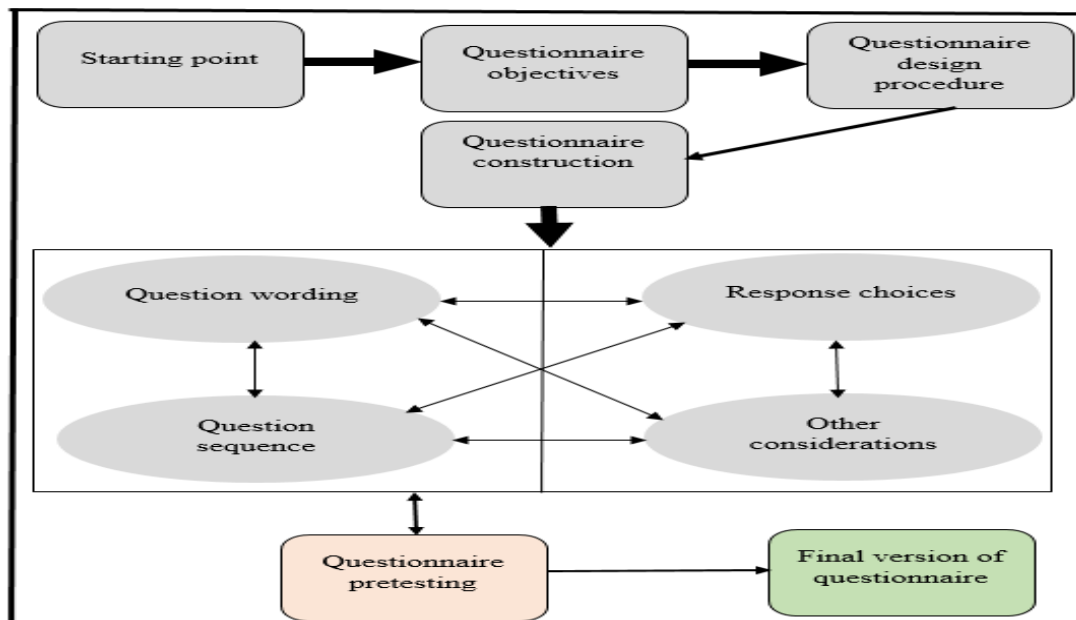 Starting point
Questionnaire
objectives
Questionnaire
design
procedure
Questionnaire
construction
Question wording
Response choices
Question
sequence
Other
considerations
Questionnaire
pretesting
Final version of
questionnaire